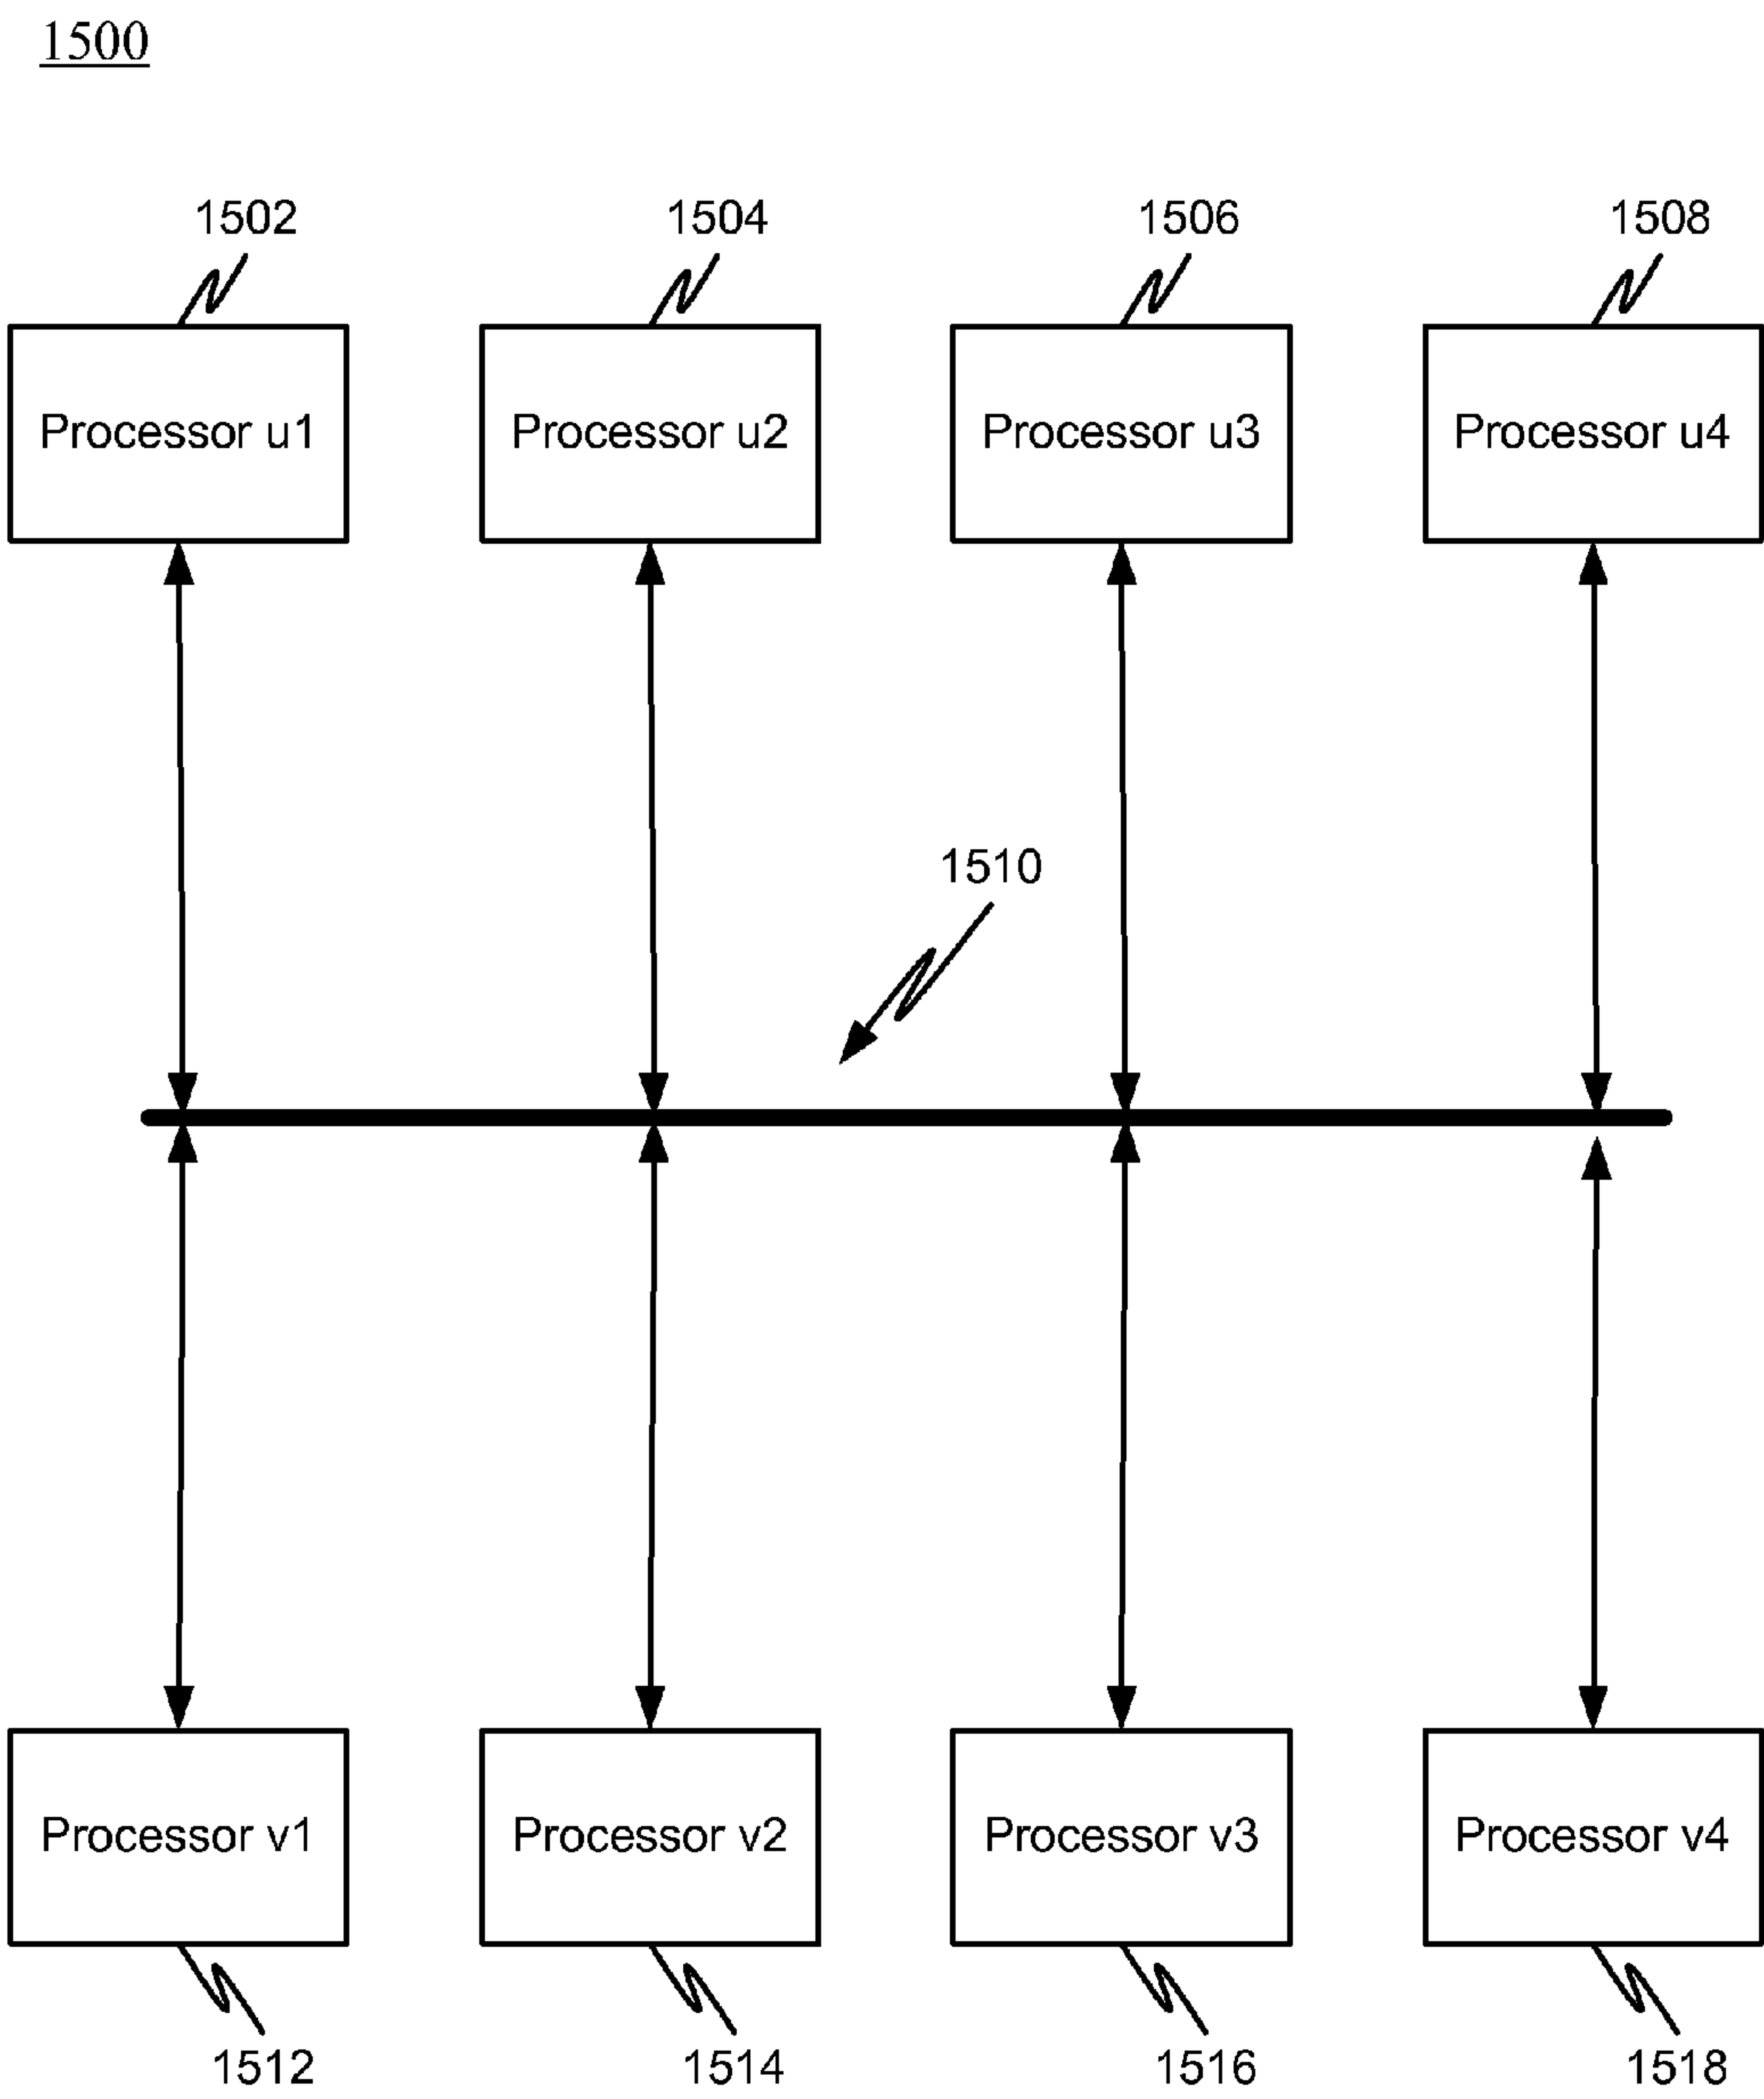 1500
1502 1504 1506 1508
Processor u1 Processor u2 Processor u3 Processor u4
1510
Processor v1 Processor v2 Processor v3 Processor v4
1512 1514 1516 1518